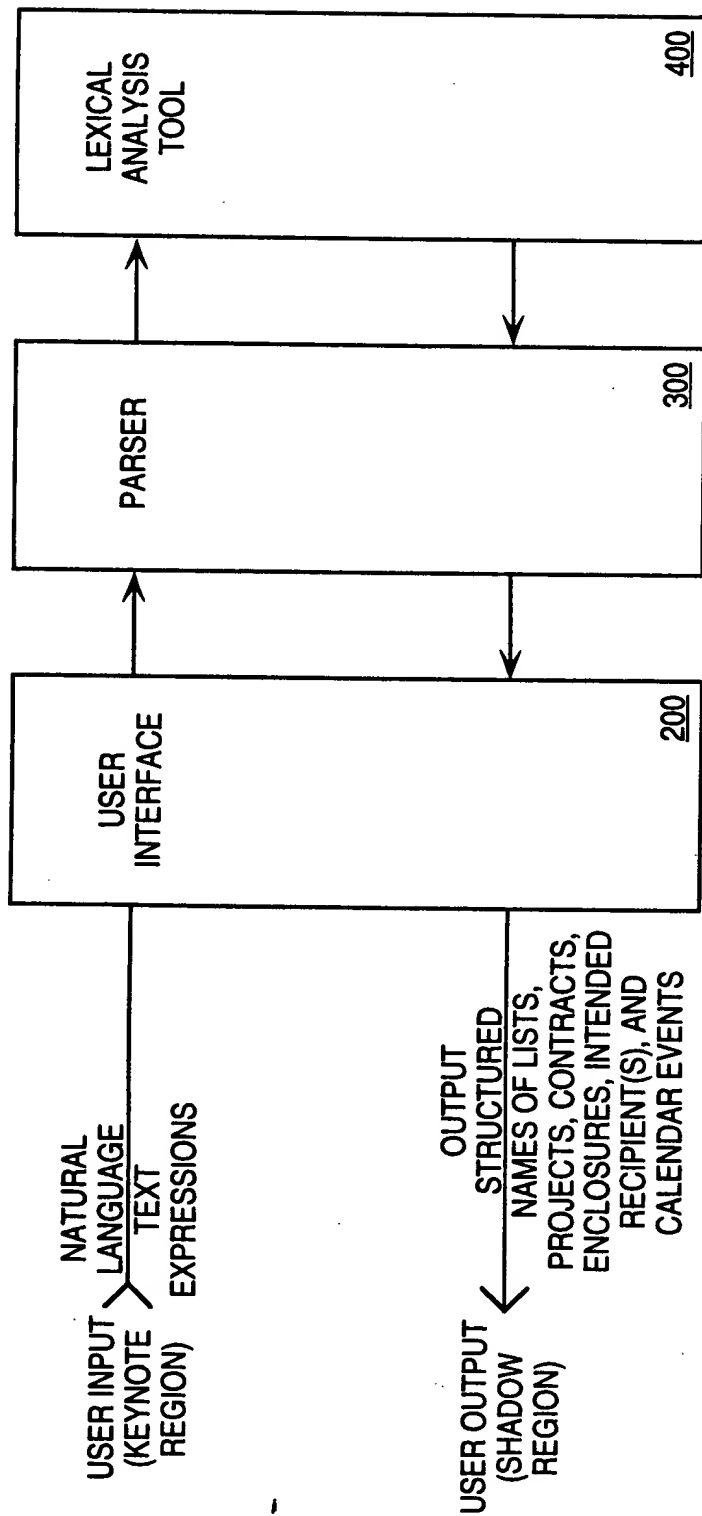 USER INPUT
(KEYNOTE
REGION)
NATURAL
LANGUAGE
TEXT
EXPRESSIONS
USER
INTERFACE
200
PARSER
300
LEXICAL
ANALYSIS
TOOL
400
USER OUTPUT
(SHADOW
REGION)
OUTPUT
STRUCTURED
NAMES OF LISTS,
PROJECTS, CONTRACTS,
ENCLOSURES, INTENDED
RECIPIENT(S), AND
CALENDAR EVENTS